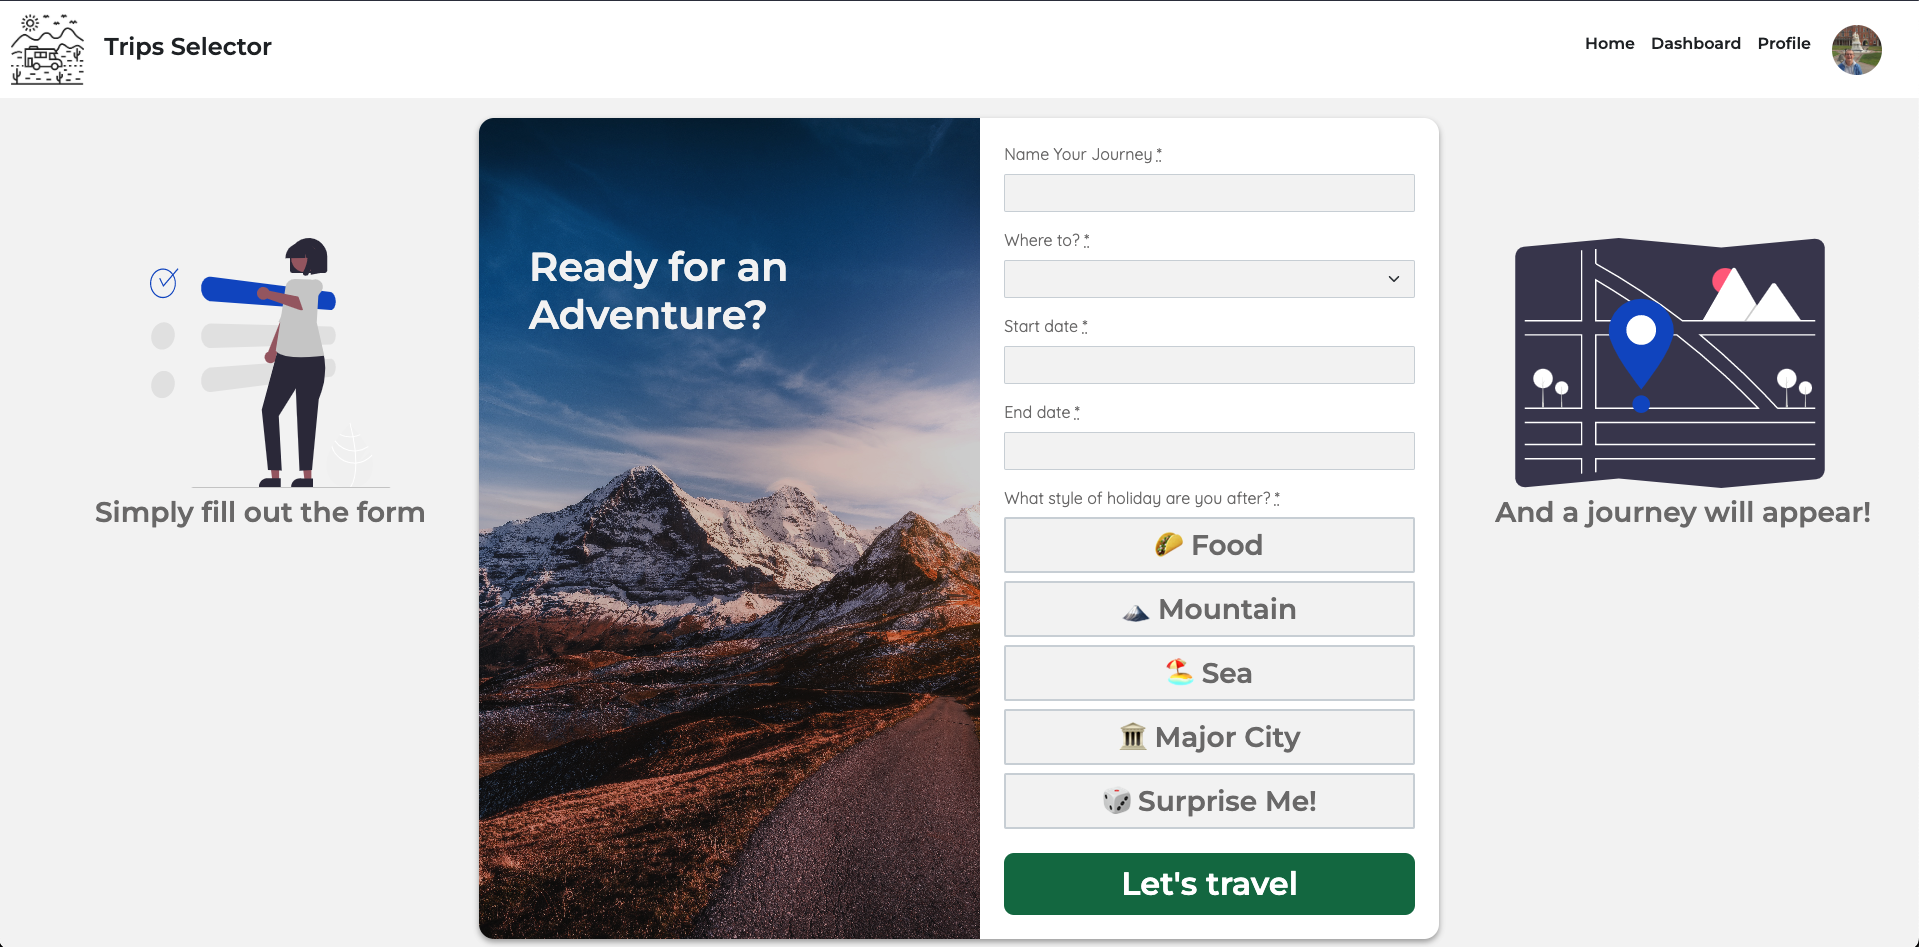 Trips Selector
Home Dashboard Profile
Simply fill out the form
Ready for an
Adventure?
Name Your Journey *
Where to? *
Start date *
End date *
What style of holiday are you after? *
🌮 Food
🏔️ Mountain
🏖️ Sea
🏛️ Major City
🎲 Surprise Me!
Let's travel
And a journey will appear!